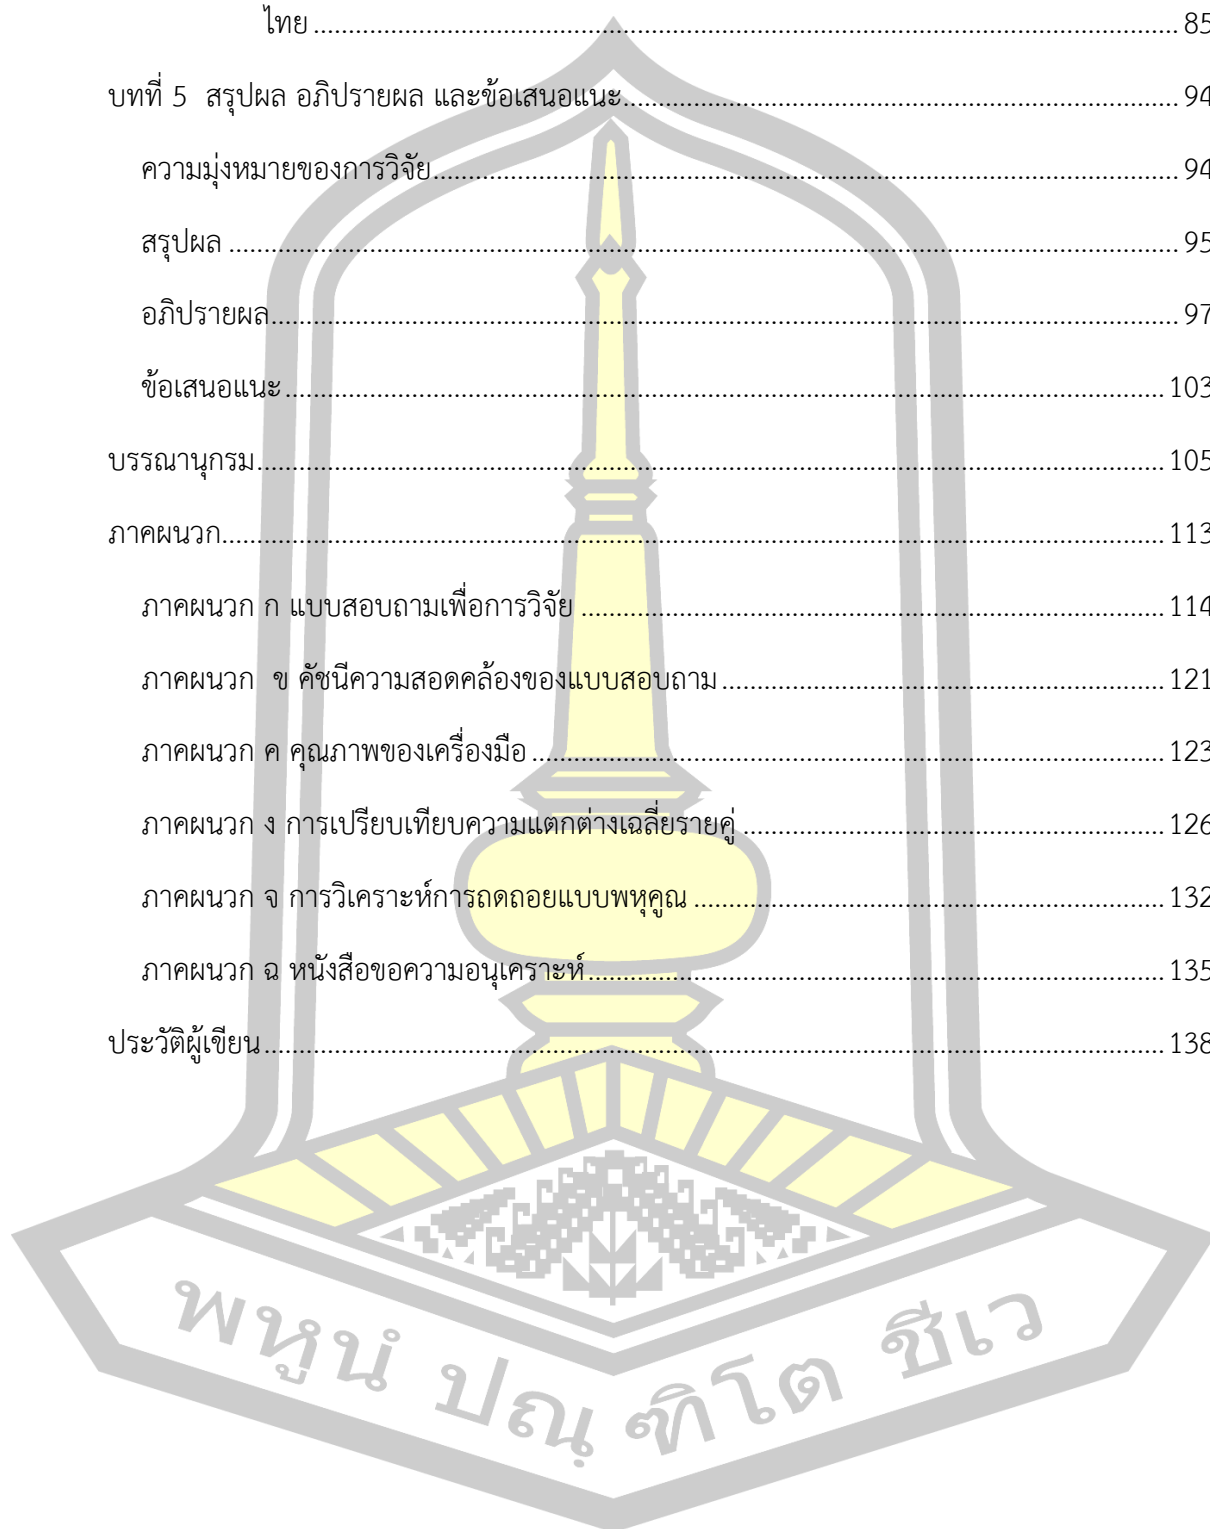 ไทย ........................................................................................................................ 85
บทที่ 5  สรุปผล อภิปรายผล และข้อเสนอแนะ............................................................................. 94
ความมุ่งหมายของการวิจัย........................................................................................................ 94
สรุปผล .................................................................................................................................... 95
อภิปรายผล............................................................................................................................... 97
ข้อเสนอแนะ ........................................................................................................................... 103
บรรณานุกรม................................................................................................................................ 105
ภาคผนวก..................................................................................................................................... 113
ภาคผนวก ก แบบสอบถามเพื่อการวิจัย .................................................................................. 114
ภาคผนวก  ข คัชนีความสอดคล้องของแบบสอบถาม ............................................................... 121
ภาคผนวก ค คุณภาพของเครื่องมือ ......................................................................................... 123
ภาคผนวก ง การเปรียบเทียบความแตกต่างเฉลี่ยรายคู่ ............................................................ 126
ภาคผนวก จ การวิเคราะห์การถดถอยแบบพหุคูณ ................................................................... 132
ภาคผนวก ฉ หนังสือขอความอนุเคราะห์.................................................................................. 135
ประวัติผู้เขียน ............................................................................................................................... 138
พหูนํ ปณฺฑิโต ชีเว